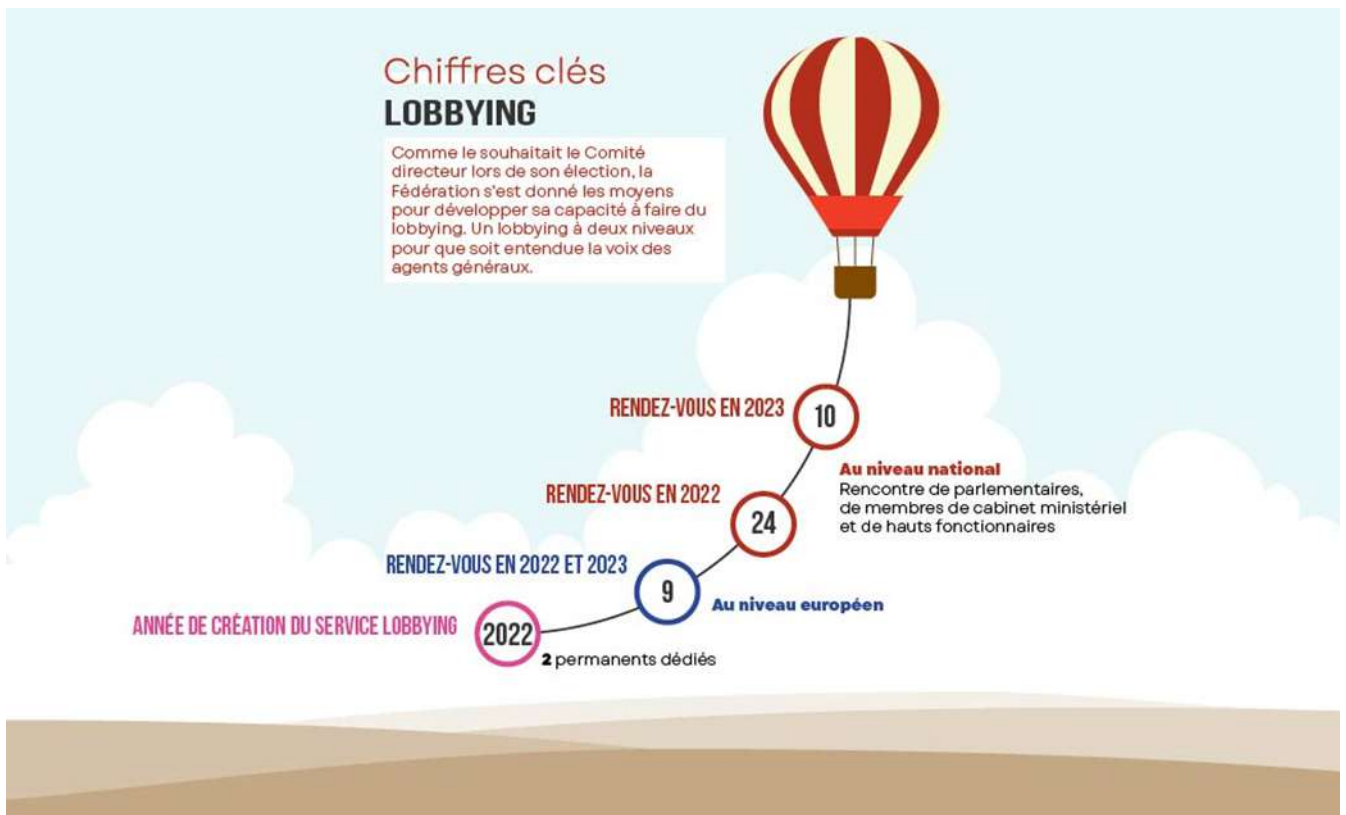 Chiffres clés
LOBBYING
Comme le souhaitait le Comité
directeur lors de son élection, la
Fédération s'est donné les moyens
pour développer sa capacité à faire du
lobbying. Un lobbying à deux niveaux
pour que soit entendue la voix des
agents généraux.
RENDEZ-VOUS EN 2023
10
Au niveau national
Rencontre de parlementaires,
de membres de cabinet ministériel
et de hauts fonctionnaires
RENDEZ-VOUS EN 2022
24
RENDEZ-VOUS EN 2022 ET 2023
9
Au niveau européen
ANNÉE DE CRÉATION DU SERVICE LOBBYING
2022
2 permanents dédiés